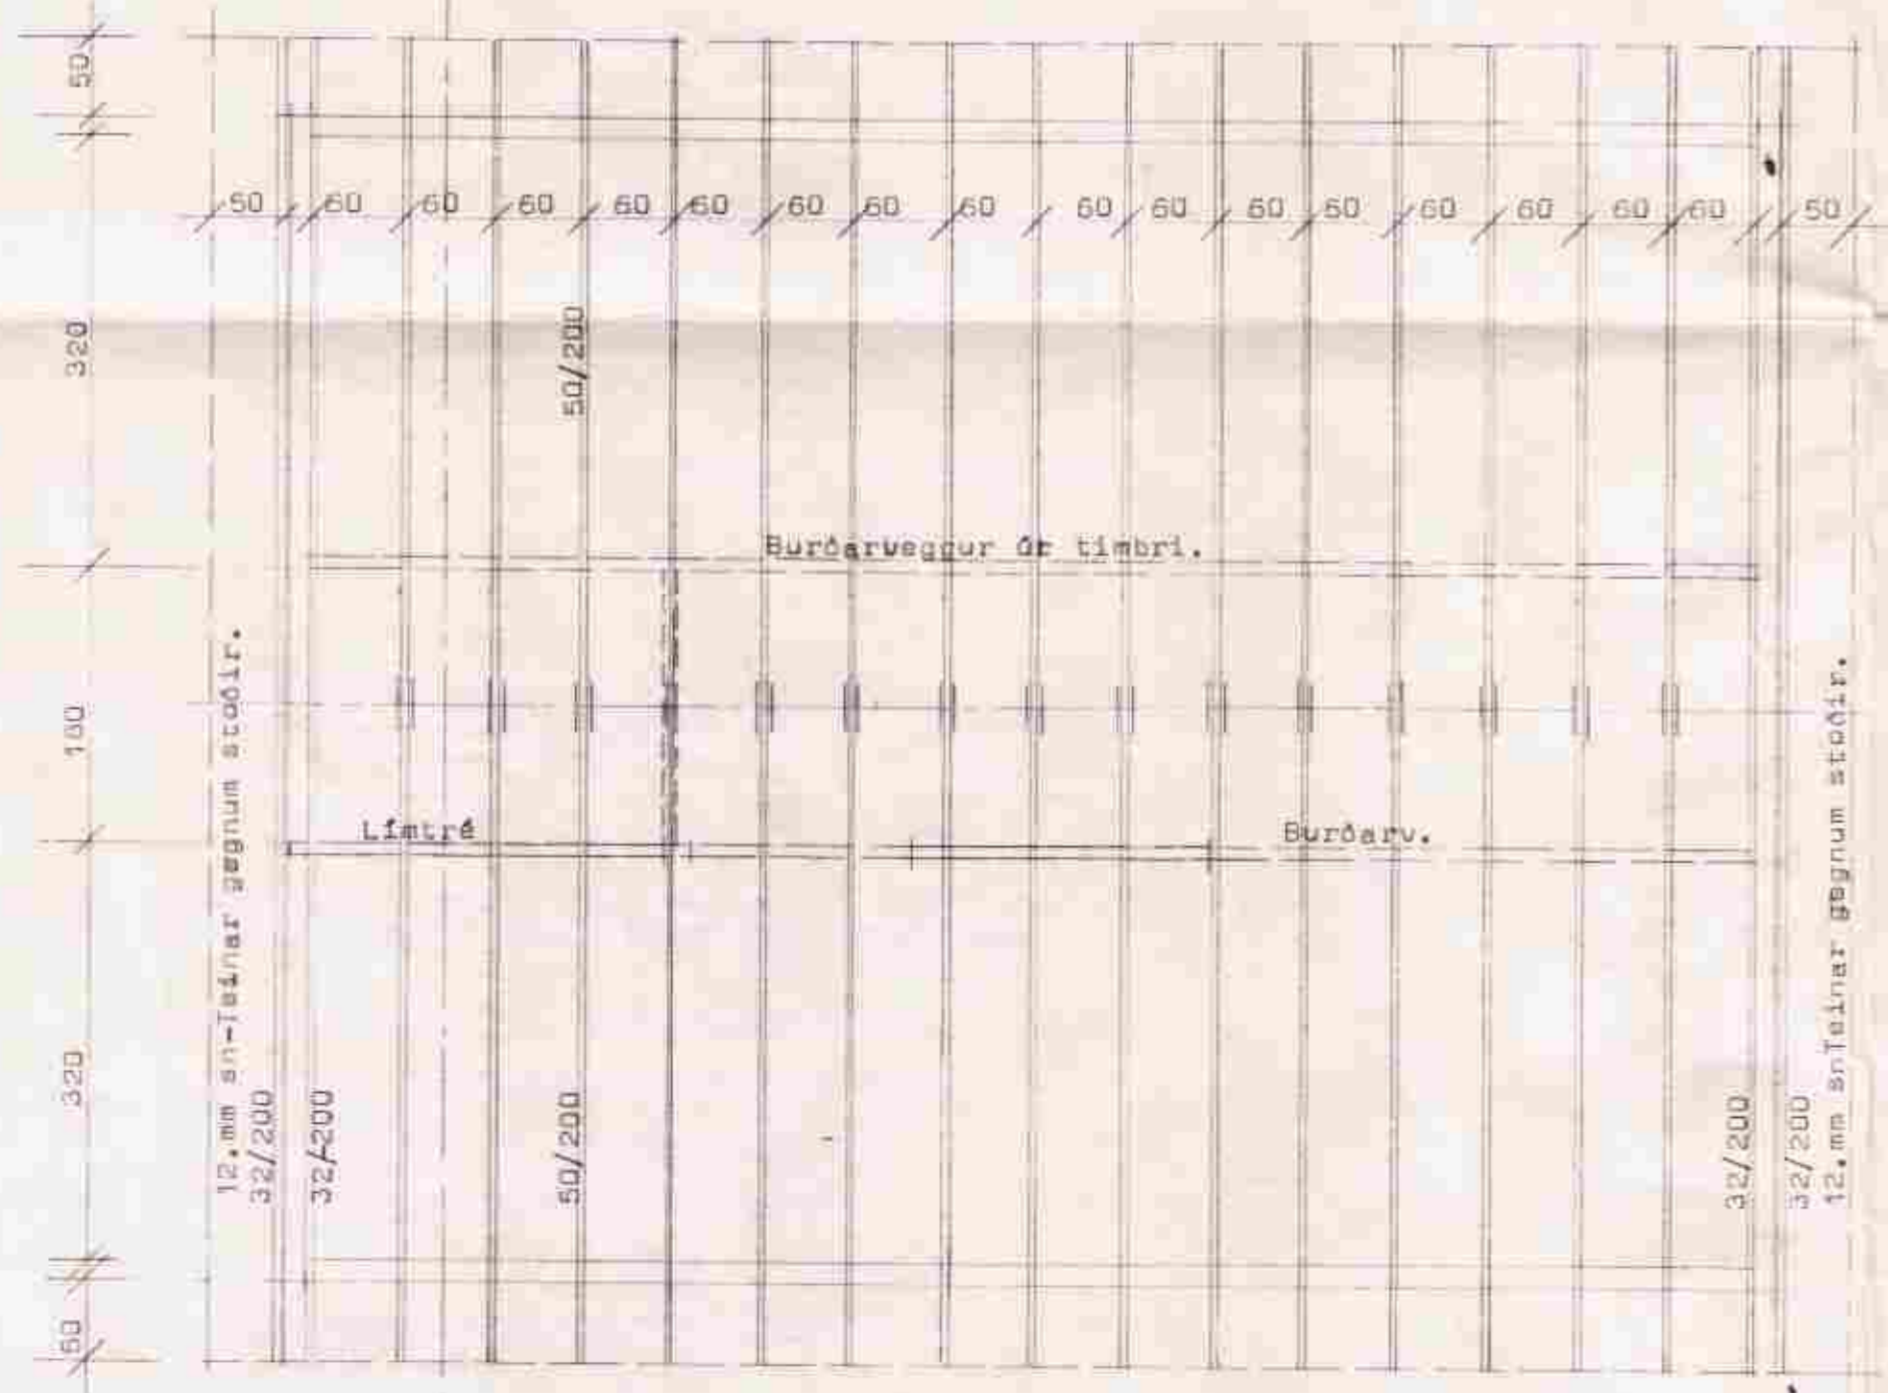 50
60 60 60 60 60 60 60 60 60 60 60 60 50 60 60 60 60 50
320
50/200
Burðarveggur úr timbri.
Límtré
Burðarv.
320
50
12.mm sn-teinar gegnum stoðir.
32/200
32/200
50/200
32/200
32/200
12.mm snteinar gegnum stoðir.